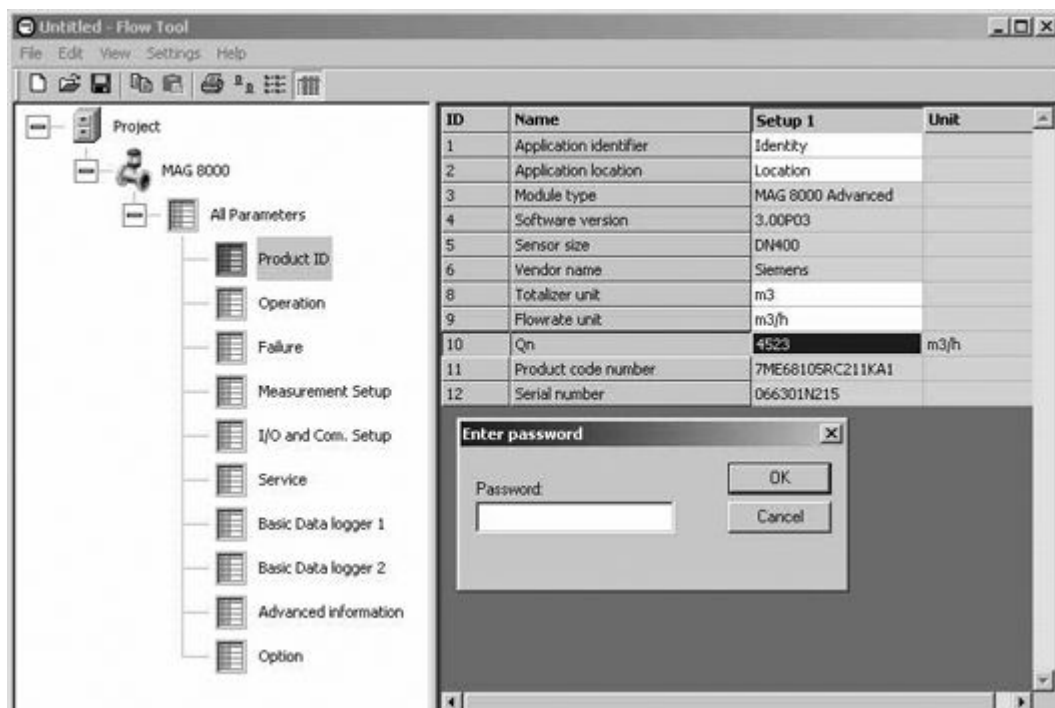 Untitled - Flow Tool
File Edit View Settings Help
Project
MAG 8000
All Parameters
Product ID
Operation
Failure
Measurement Setup
I/O and Com. Setup
Service
Basic Data logger 1
Basic Data logger 2
Advanced information
Option
ID Name Setup 1 Unit
1 Application identifier Identity
2 Application location Location
3 Module type MAG 8000 Advanced
4 Software version 3.00P03
5 Sensor size DN400
6 Vendor name Siemens
8 Totalizer unit m3
9 Flowrate unit m3/h
10 Qn 4523 m3/h
11 Product code number 7ME68105RC211KA1
12 Serial number 066301N215
Enter password
Password:
OK
Cancel